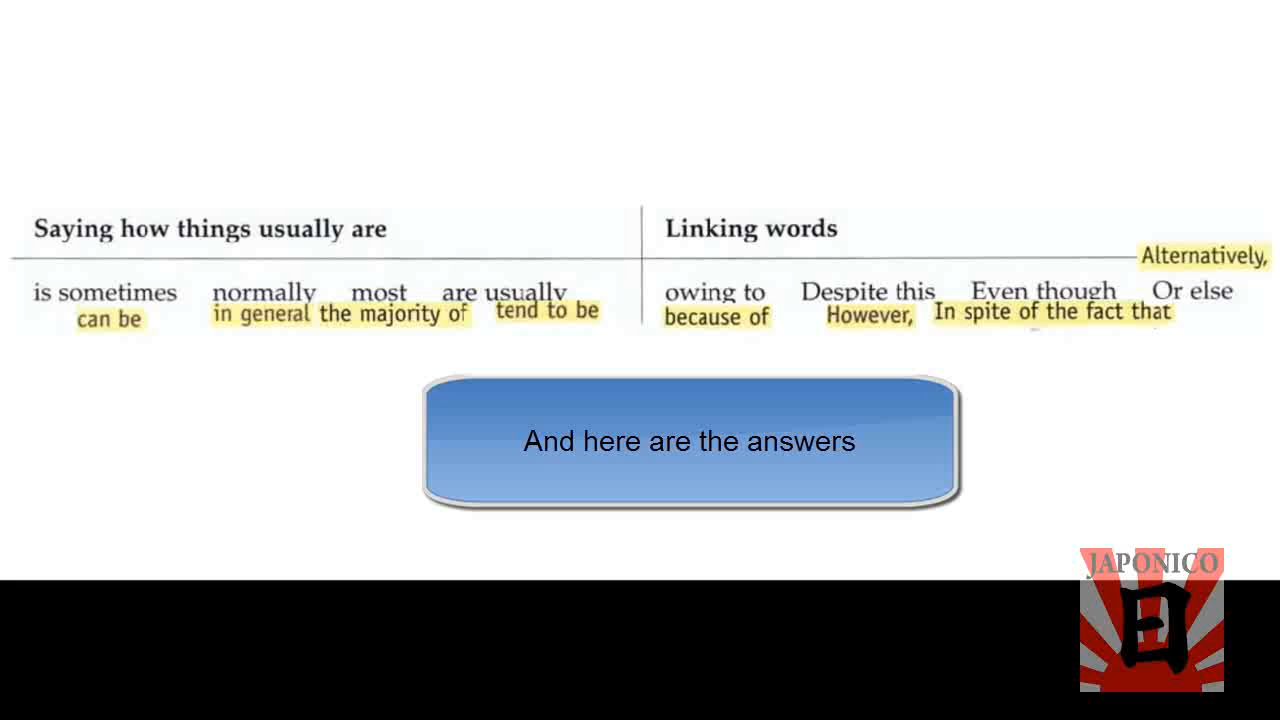 Saying how things usually are
Linking words
Alternatively,
is sometimes normally most are usually
can be in general the majority of tend to be
owing to Despite this Even though Or else
because of However, In spite of the fact that
And here are the answers
JAPONICO
日